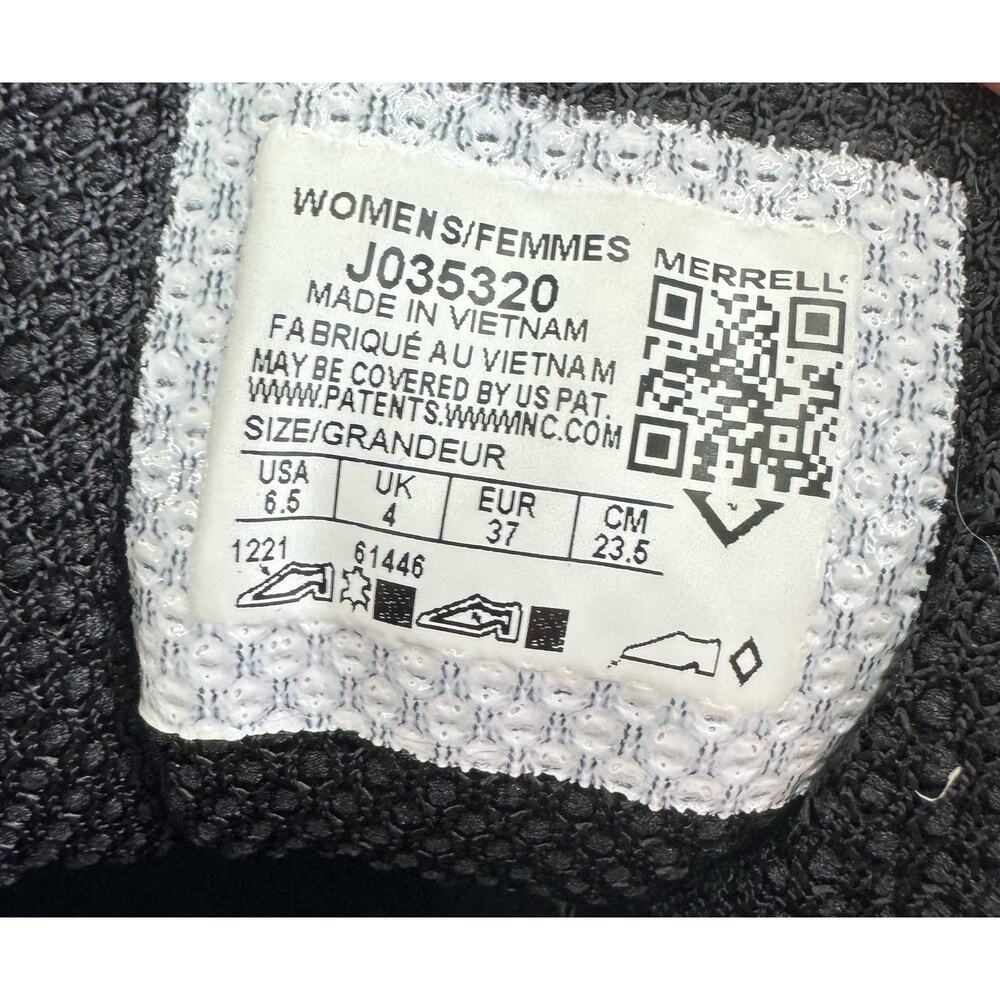 WOMENS/FEMMES
J035320
MADE IN VIETNAM
FABRIQUÉ AU VIETNAM
MAY BE COVERED BY US PAT.
WWW.PATENTS.WWWINC.COM
SIZE/GRANDEUR
USA UK EUR CM
6.5 4 37 23.5
1221 61446
MERRELL